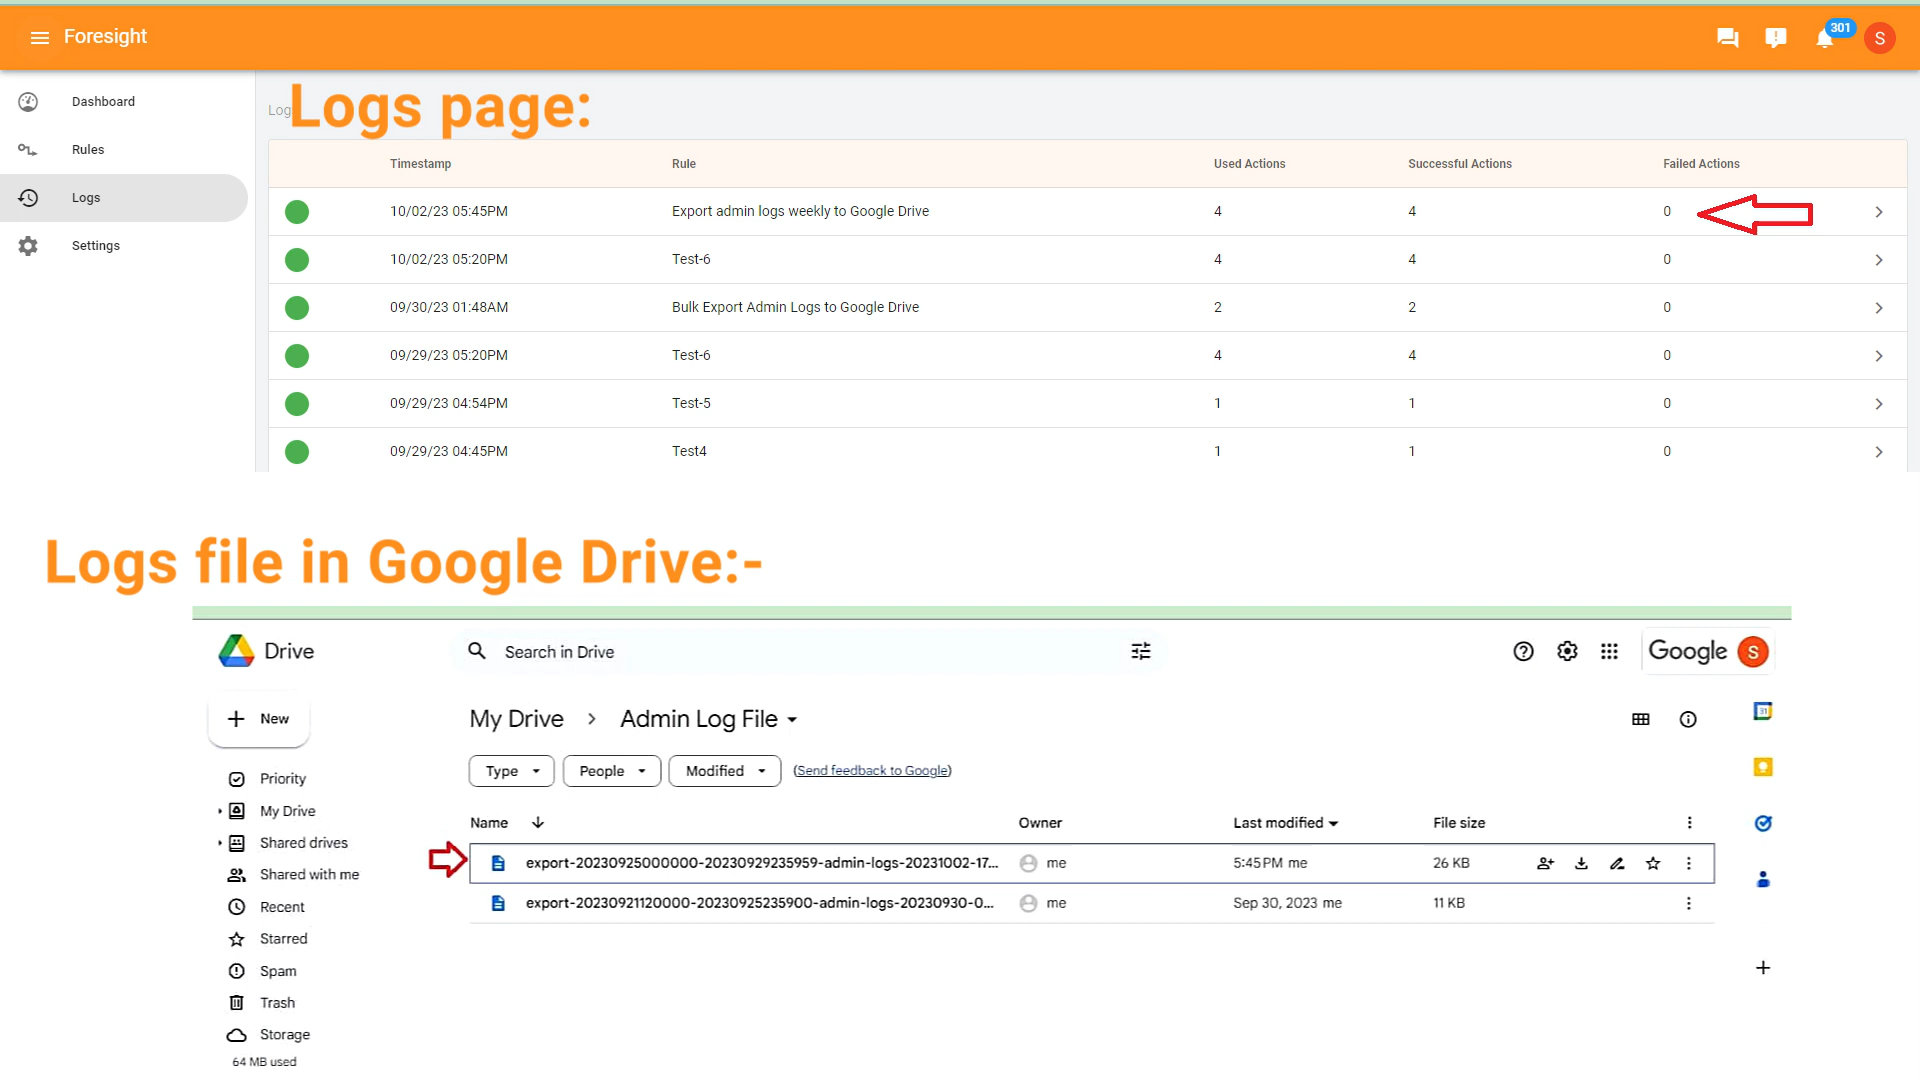 Foresight
301
S
Dashboard
Rules
Logs
Settings
Log
Logs page:
Timestamp Rule Used Actions Successful Actions Failed Actions
10/02/23 05:45PM Export admin logs weekly to Google Drive 4 4 0
10/02/23 05:20PM Test-6 4 4 0
09/30/23 01:48AM Bulk Export Admin Logs to Google Drive 2 2 0
09/29/23 05:20PM Test-6 4 4 0
09/29/23 04:54PM Test-5 1 1 0
09/29/23 04:45PM Test4 1 1 0
Logs file in Google Drive:-
Drive
Search in Drive
Google S
New
My Drive > Admin Log File
31
Type People Modified (Send feedback to Google)
Priority
My Drive
Shared drives
Shared with me
Recent
Starred
Spam
Trash
Storage
64 MB used
Name Owner Last modified File size
export-20230925000000-20230929235959-admin-logs-20231002-17... me 5:45 PM me 26 KB
export-20230921120000-20230925235900-admin-logs-20230930-0... me Sep 30, 2023 me 11 KB